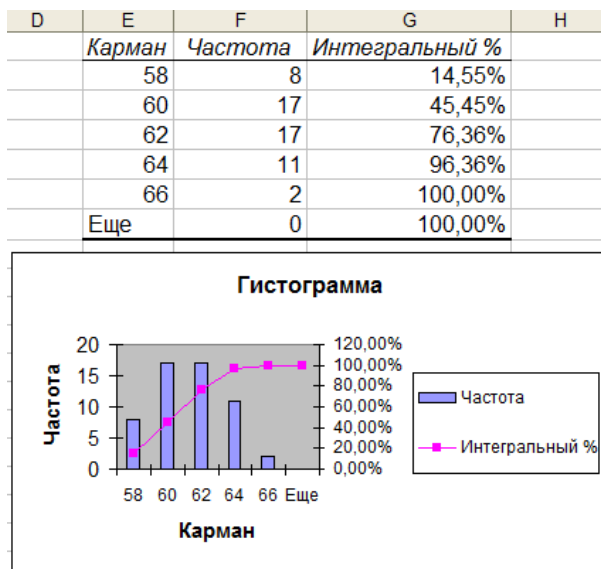 D E F G H
Карман Частота Интегральный %
58 8 14,55%
60 17 45,45%
62 17 76,36%
64 11 96,36%
66 2 100,00%
Еще 0 100,00%
Гистограмма
Частота
20
15
10
5
0
120,00%
100,00%
80,00%
60,00%
40,00%
20,00%
0,00%
58 60 62 64 66 Еще
Карман
Частота
Интегральный %